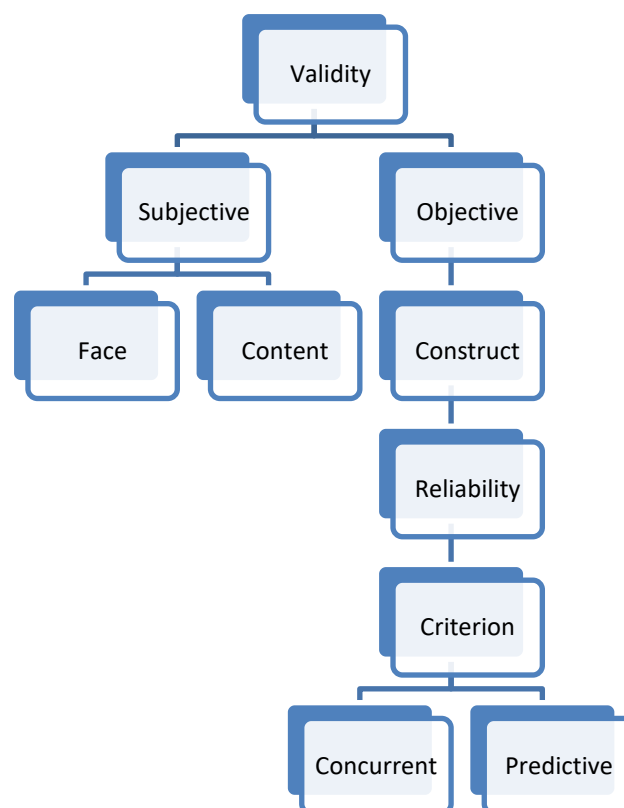 Validity
Subjective
Objective
Face
Content
Construct
Reliability
Criterion
Concurrent
Predictive